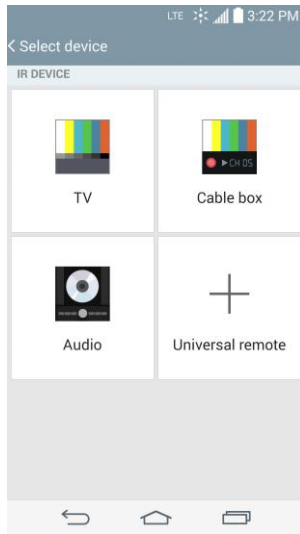 LTE 3:22 PM
Select device
IR DEVICE
TV
Cable box
CH 05
Audio
Universal remote